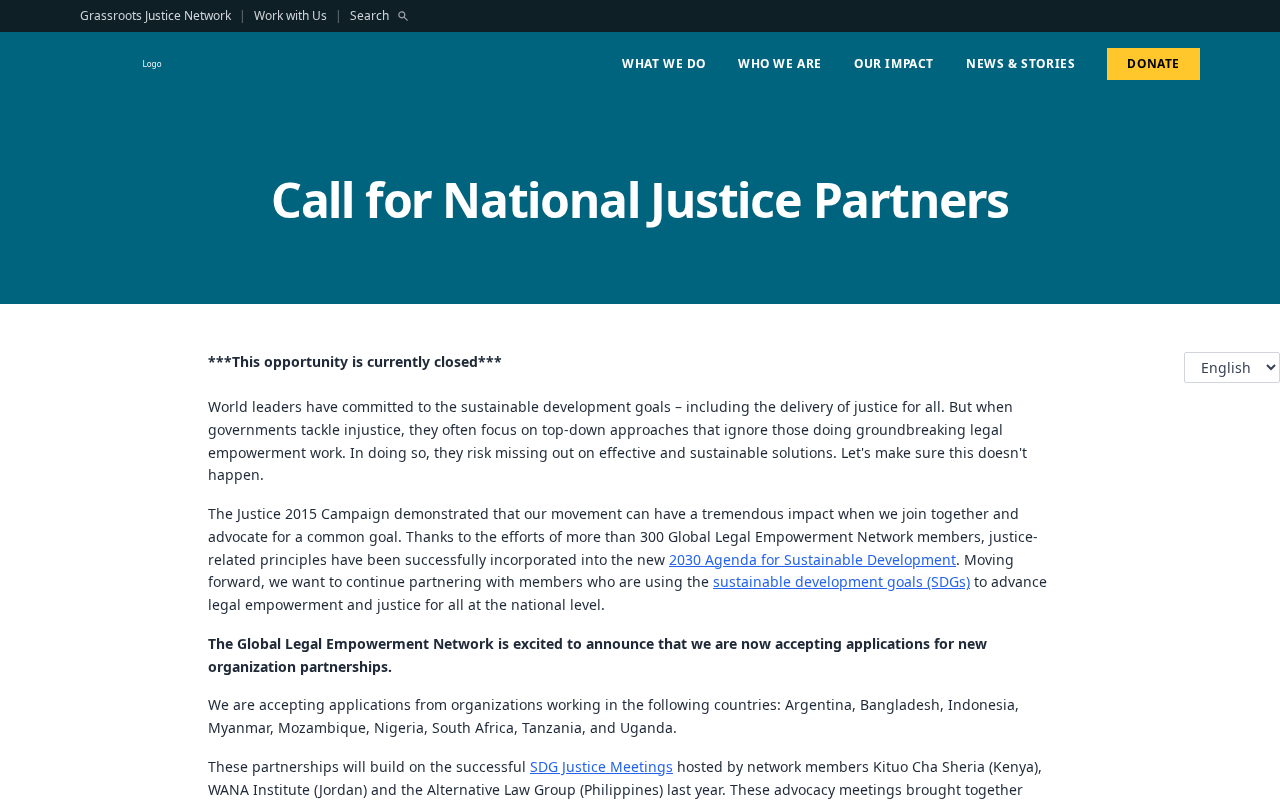 Grassroots Justice Network | Work with Us | Search
Logo
WHAT WE DO WHO WE ARE OUR IMPACT NEWS & STORIES DONATE
Call for National Justice Partners
***This opportunity is currently closed***
English
World leaders have committed to the sustainable development goals – including the delivery of justice for all. But when
governments tackle injustice, they often focus on top-down approaches that ignore those doing groundbreaking legal
empowerment work. In doing so, they risk missing out on effective and sustainable solutions. Let's make sure this doesn't
happen.
The Justice 2015 Campaign demonstrated that our movement can have a tremendous impact when we join together and
advocate for a common goal. Thanks to the efforts of more than 300 Global Legal Empowerment Network members, justice-
related principles have been successfully incorporated into the new 2030 Agenda for Sustainable Development. Moving
forward, we want to continue partnering with members who are using the sustainable development goals (SDGs) to advance
legal empowerment and justice for all at the national level.
The Global Legal Empowerment Network is excited to announce that we are now accepting applications for new
organization partnerships.
We are accepting applications from organizations working in the following countries: Argentina, Bangladesh, Indonesia,
Myanmar, Mozambique, Nigeria, South Africa, Tanzania, and Uganda.
These partnerships will build on the successful SDG Justice Meetings hosted by network members Kituo Cha Sheria (Kenya),
WANA Institute (Jordan) and the Alternative Law Group (Philippines) last year. These advocacy meetings brought together